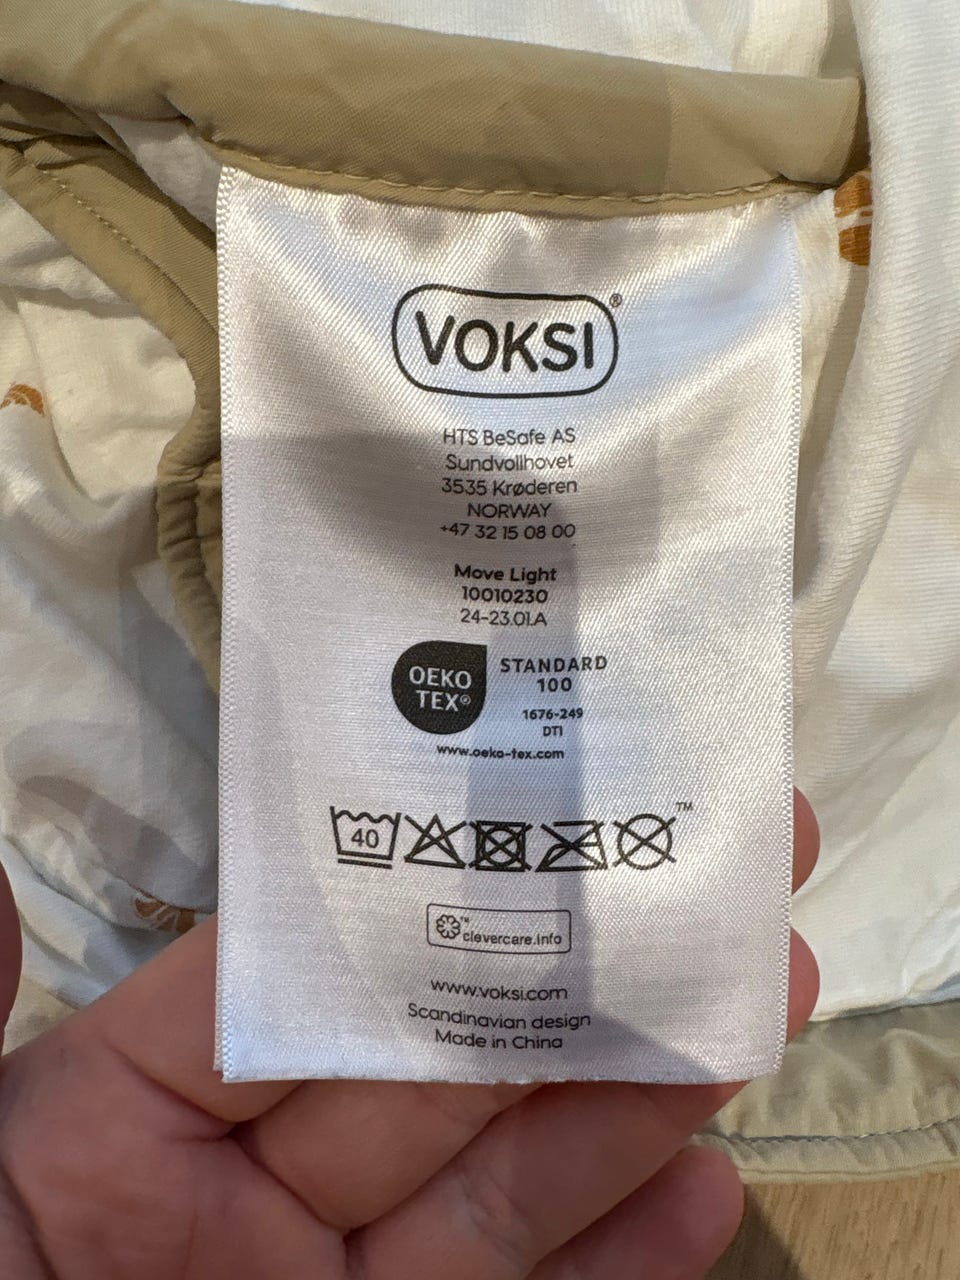 VOKSI®
HTS BeSafe AS
Sundvollhovet
3535 Krøderen
NORWAY
+47 32 15 08 00
Move Light
10010230
24-23.01.A
OEKO
TEX®
STANDARD
100
1676-249
DTI
www.oeko-tex.com
40
™
™
clevercare.info
www.voksi.com
Scandinavian design
Made in China